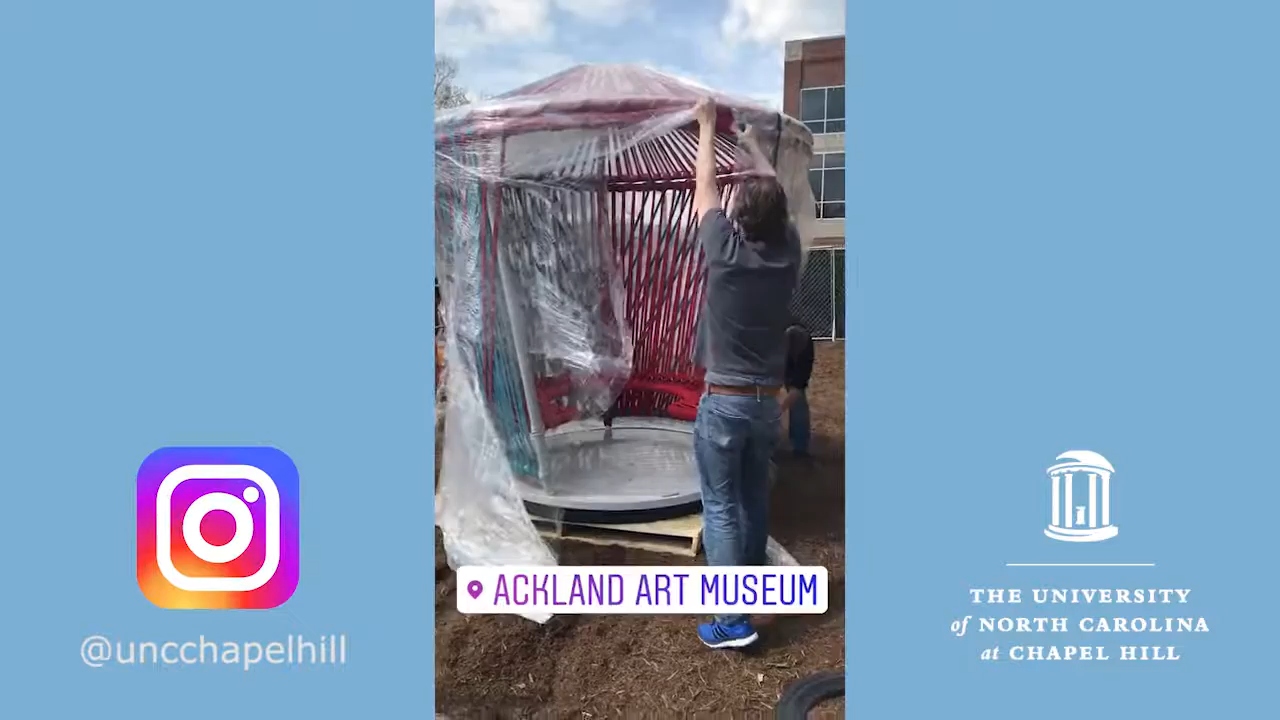 ACKLAND ART MUSEUM
@uncchapelhill
THE UNIVERSITY
of NORTH CAROLINA
at CHAPEL HILL